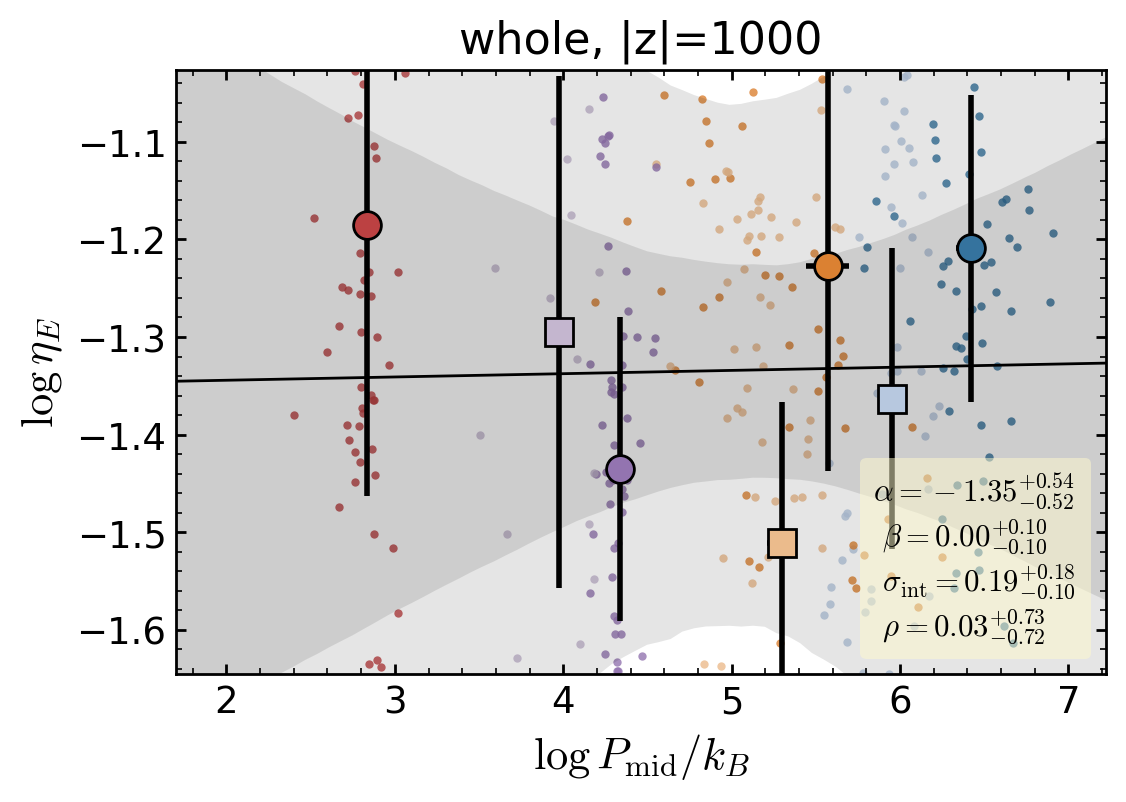 whole, |z|=1000
−1.1
−1.2
−1.3
−1.4
−1.5
−1.6
log η_E
α = −1.35^{+0.54}_{−0.52}
β = 0.00^{+0.10}_{−0.10}
σ_int = 0.19^{+0.18}_{−0.10}
ρ = 0.03^{+0.73}_{−0.72}
2 3 4 5 6 7
log P_mid/k_B